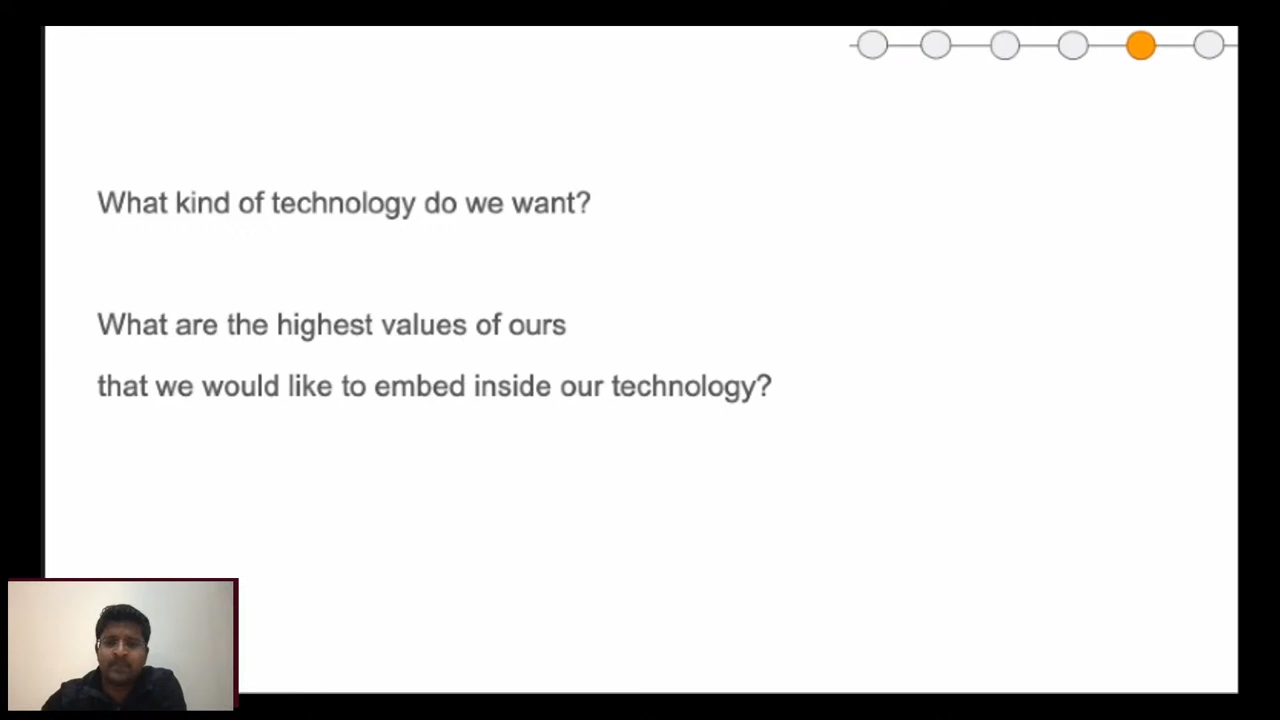 What kind of technology do we want?
What are the highest values of ours
that we would like to embed inside our technology?